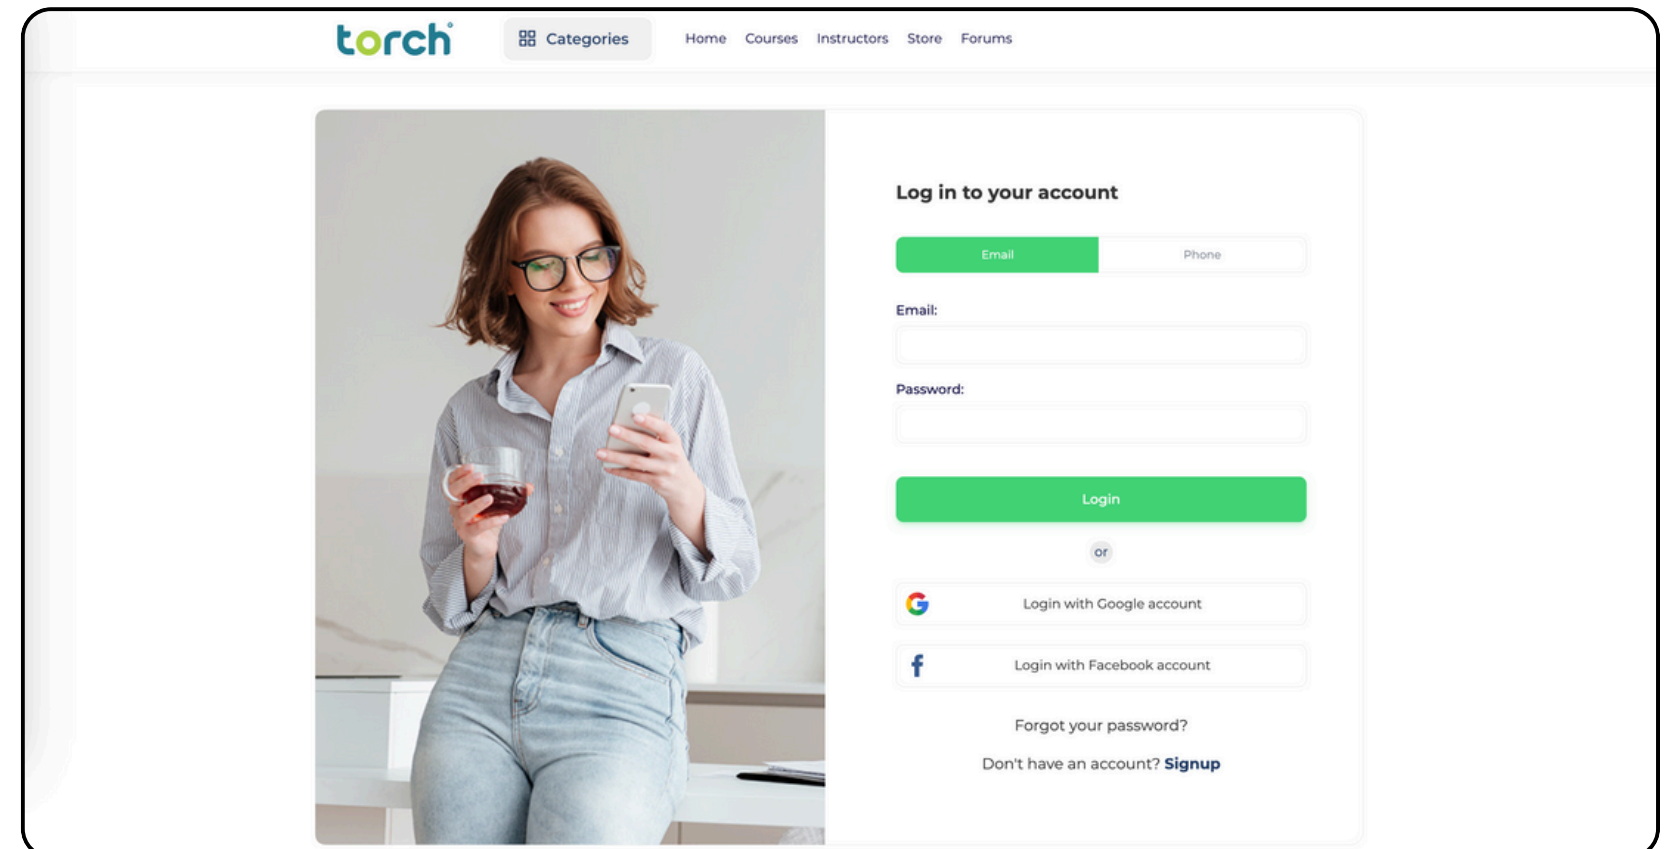 torch
Categories
Home Courses Instructors Store Forums
Log in to your account
Email Phone
Email:
Password:
Login
or
Login with Google account
Login with Facebook account
Forgot your password?
Don't have an account? Signup